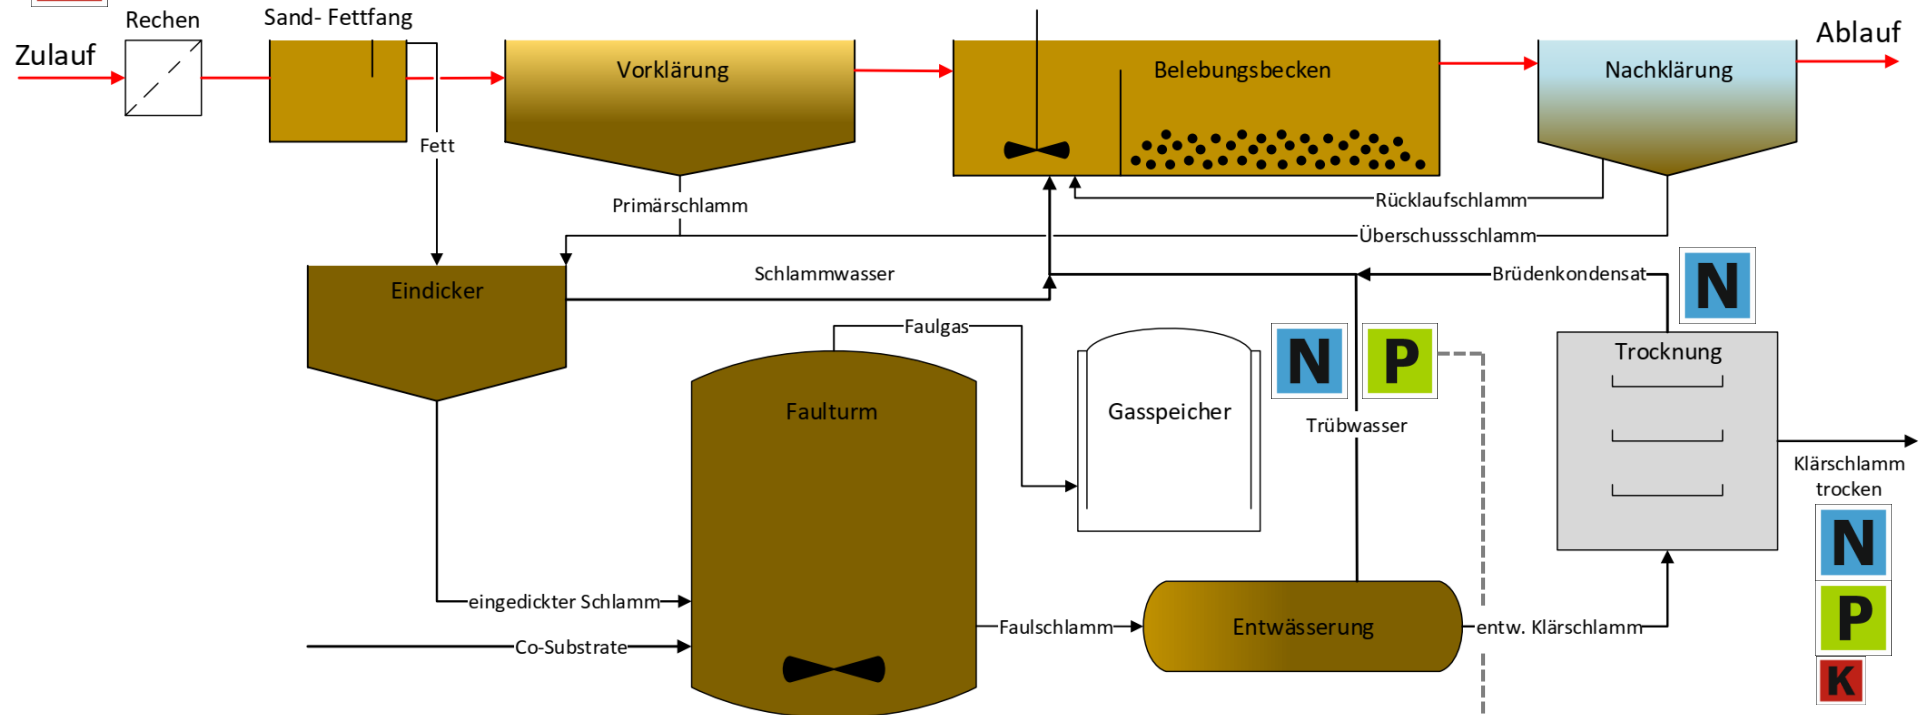 Rechen
Sand- Fettfang
Zulauf
Vorklärung
Belebungsbecken
Nachklärung
Ablauf
Fett
Primärschlamm
Rücklaufschlamm
Überschussschlamm
Eindicker
Schlammwasser
Brüdenkondensat
N
Faulgas
N
P
Trocknung
Faulturm
Gasspeicher
Trübwasser
Klärschlamm
trocken
N
P
K
eingedickter Schlamm
Co-Substrate
Faulschlamm
Entwässerung
entw. Klärschlamm